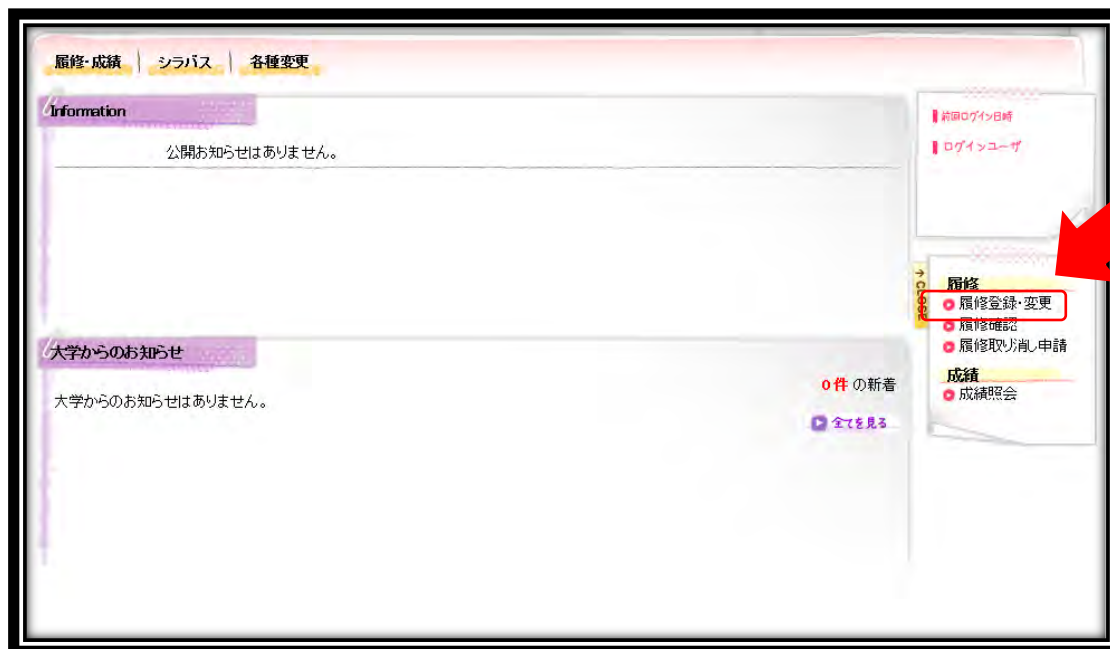 履修・成績 シラバス 各種変更
Information
公開お知らせはありません。
前回ログイン日時
ログインユーザ
→ CLOSE
履修
履修登録・変更
履修確認
履修取り消し申請
成績
成績照会
大学からのお知らせ
0件 の新着
大学からのお知らせはありません。
全てを見る